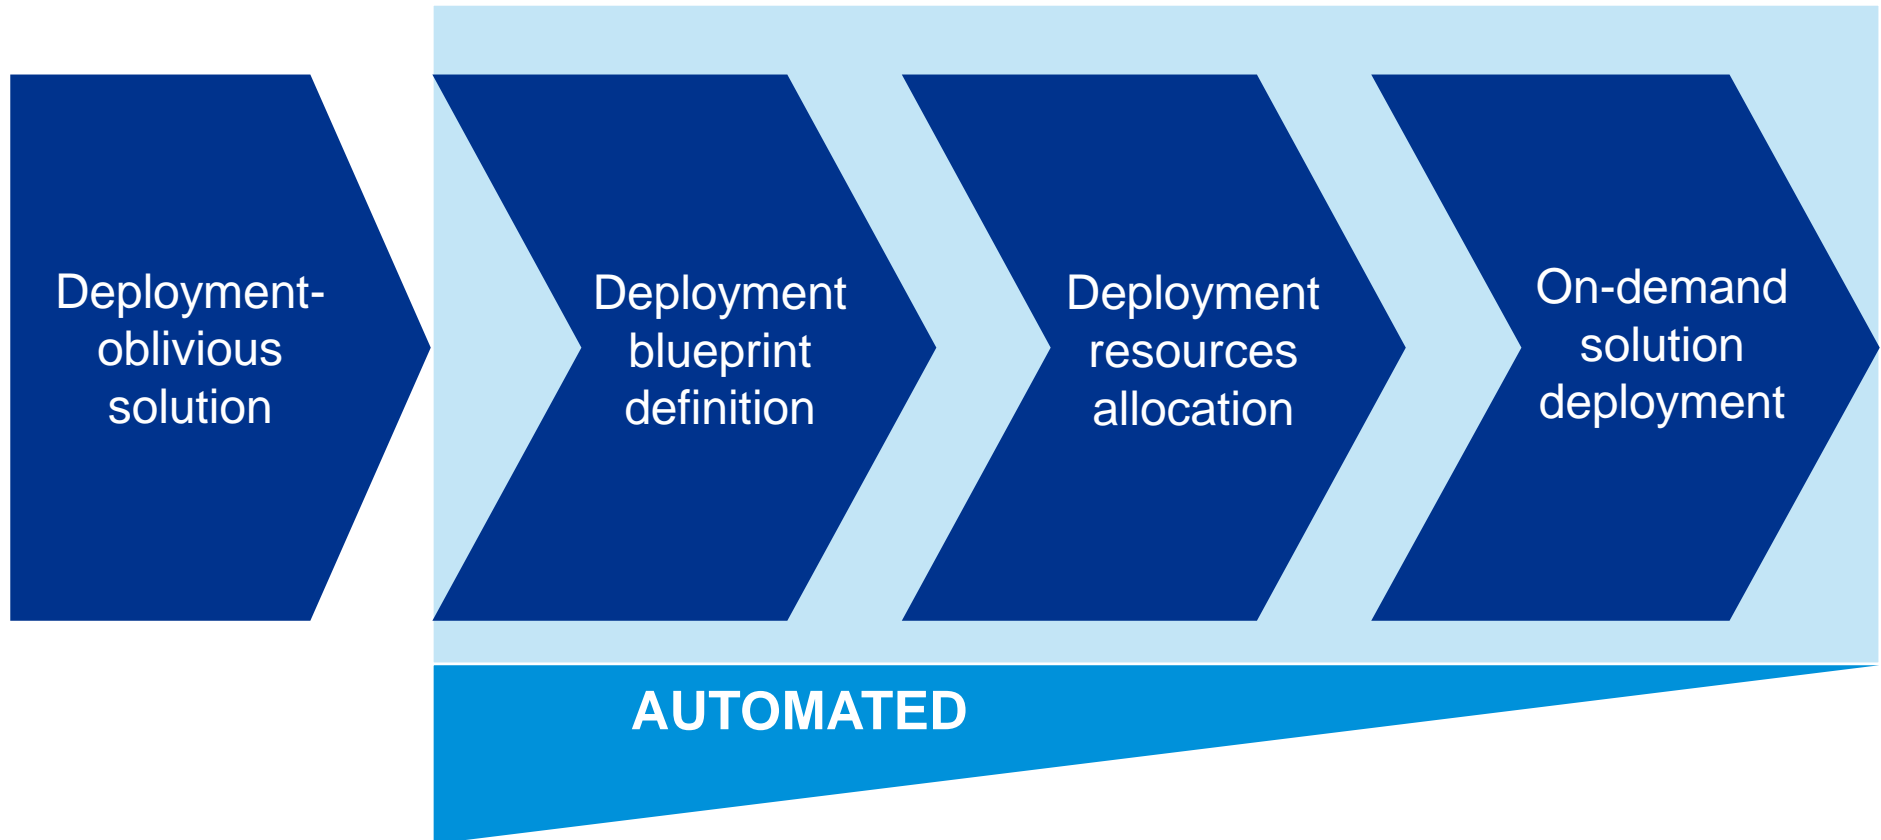 Deployment-
oblivious
solution
Deployment
blueprint
definition
Deployment
resources
allocation
On-demand
solution
deployment
AUTOMATED